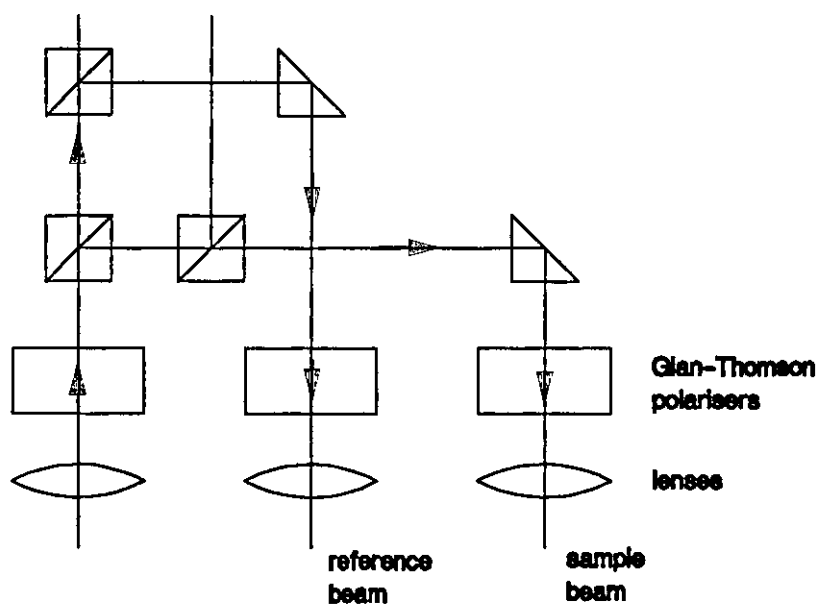 Glan-Thomson
polarisers
lenses
reference
beam
sample
beam